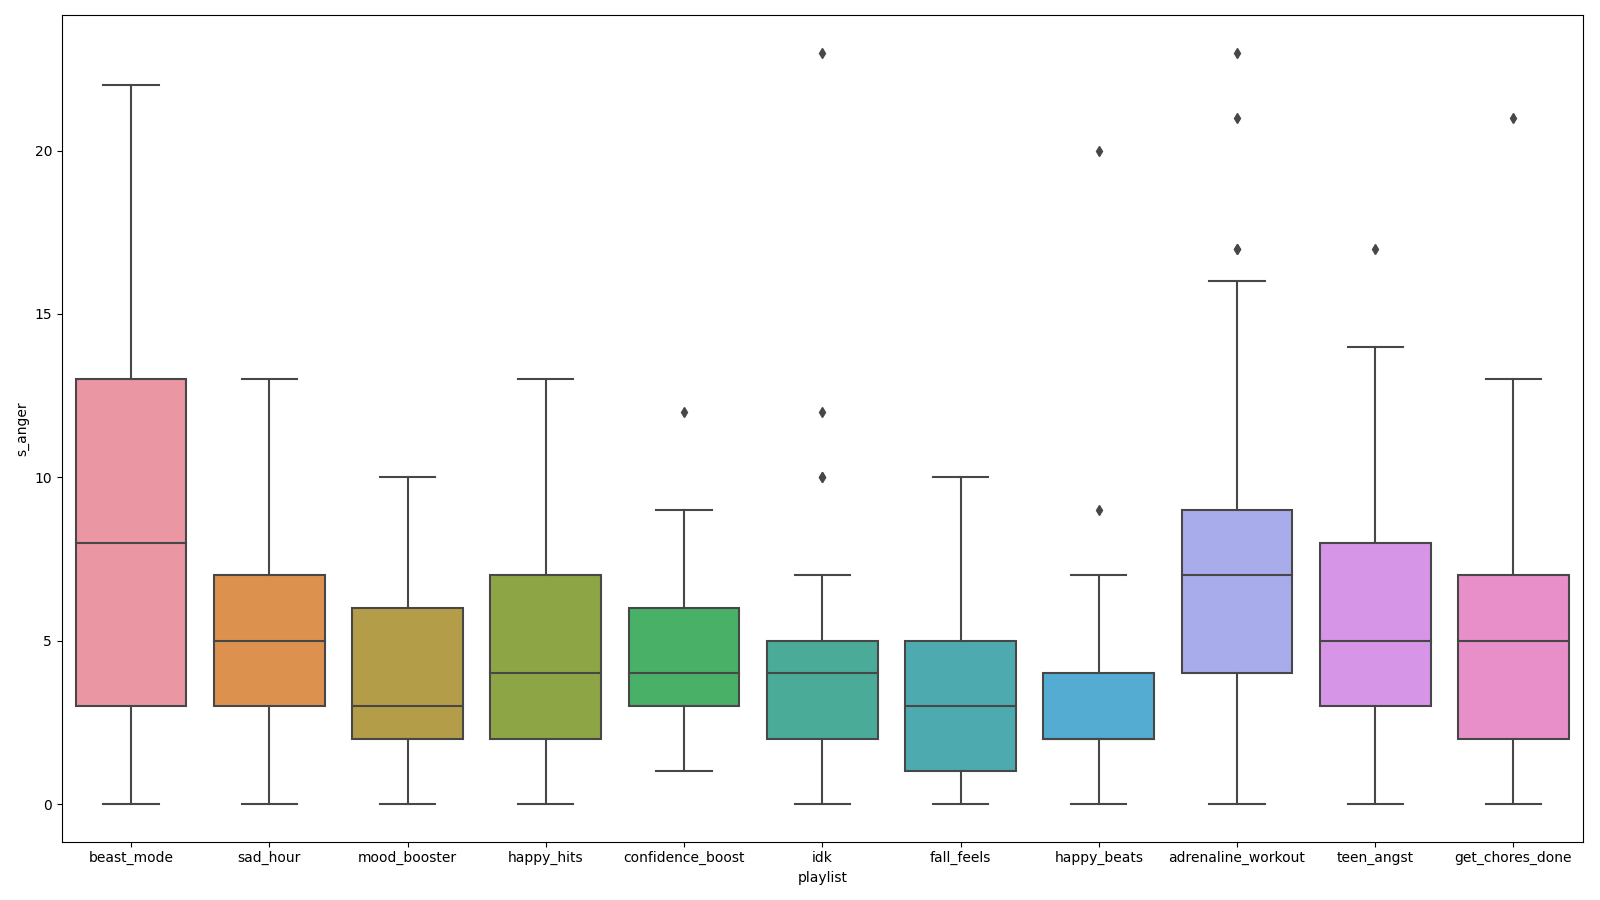 s_anger
20
15
10
5
0
beast_mode sad_hour mood_booster happy_hits confidence_boost idk fall_feels happy_beats adrenaline_workout teen_angst get_chores_done
playlist